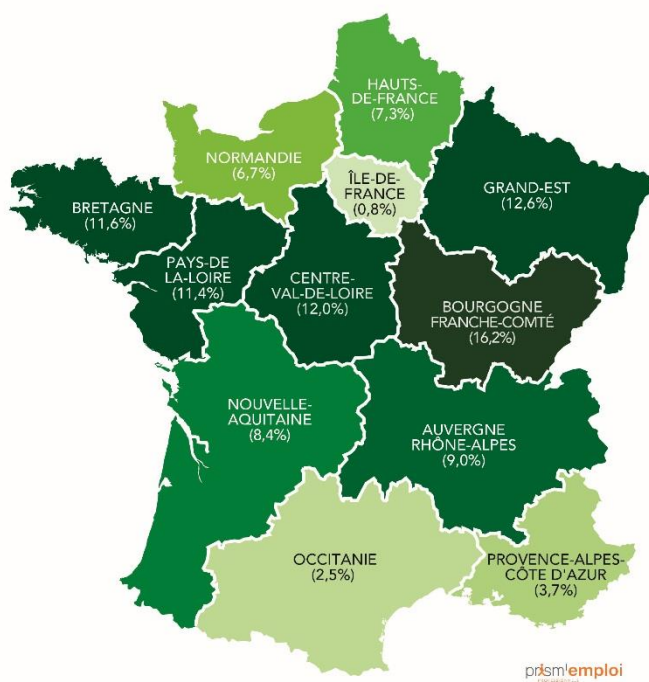 HAUTS-
DE-FRANCE
(7,3%)
NORMANDIE
(6,7%)
ÎLE-DE-
FRANCE
(0,8%)
GRAND-EST
(12,6%)
BRETAGNE
(11,6%)
PAYS-DE
LA-LOIRE
(11,4%)
CENTRE-
VAL-DE-LOIRE
(12,0%)
BOURGOGNE
FRANCHE-COMTÉ
(16,2%)
NOUVELLE-
AQUITAINE
(8,4%)
AUVERGNE
RHÔNE-ALPES
(9,0%)
OCCITANIE
(2,5%)
PROVENCE-ALPES-
CÔTE D'AZUR
(3,7%)
prism'emploi